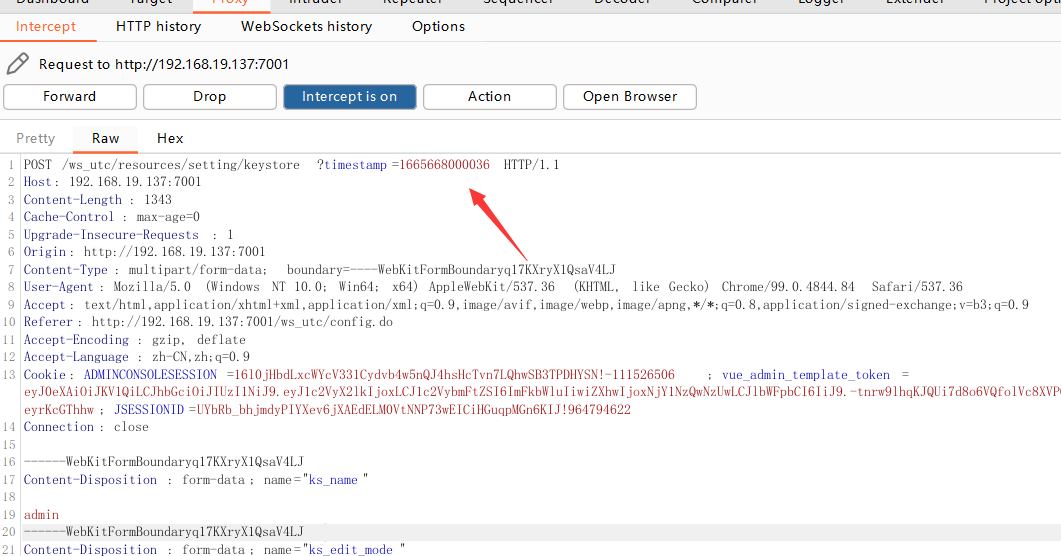 Dashboard Target Proxy Intruder Repeater Sequencer Decoder Comparer Logger Extender Project opti
Intercept HTTP history WebSockets history Options
Request to http://192.168.19.137:7001
Forward Drop Intercept is on Action Open Browser
Pretty Raw Hex
1 POST /ws_utc/resources/setting/keystore ?timestamp =1665668000036 HTTP/1.1
2 Host: 192.168.19.137:7001
3 Content-Length : 1343
4 Cache-Control : max-age=0
5 Upgrade-Insecure-Requests : 1
6 Origin: http://192.168.19.137:7001
7 Content-Type : multipart/form-data; boundary=----WebKitFormBoundaryq17KXryX1QsaV4LJ
8 User-Agent: Mozilla/5.0 (Windows NT 10.0; Win64; x64) AppleWebKit/537.36 (KHTML, like Gecko) Chrome/99.0.4844.84 Safari/537.36
9 Accept: text/html,application/xhtml+xml,application/xml;q=0.9,image/avif,image/webp,image/apng,*/*;q=0.8,application/signed-exchange;v=b3;q=0.9
10 Referer: http://192.168.19.137:7001/ws_utc/config.do
11 Accept-Encoding : gzip, deflate
12 Accept-Language : zh-CN,zh;q=0.9
13 Cookie: ADMINCONSOLESESSION =16l0jHbdLxcWYcV331Cydvb4w5nQJ4hsHcTvn7LQhwSB3TPDHYSN!-111526506 ; vue_admin_template_token =
eyJ0eXAiOiJKV1QiLCJhbGciOiJIUzI1NiJ9.eyJ1c2VyX2lkIjoxLCJ1c2VybmFtZSI6ImFkbWluIiwiZXhwIjoxNjY1NzQwNzUwLCJlbWFpbCI6IiJ9.-tnrw9lhqKJQUi7d8o6VQfolVc8XVP
eyrKcGThhw; JSESSIONID =UYbRb_bhjmdyPIYXev6jXAEdELMOVtNNP73wEICiHGuqpMGn6KIJ!964794622
14 Connection: close
15
16 ------WebKitFormBoundaryq17KXryX1QsaV4LJ
17 Content-Disposition : form-data; name="ks_name "
18
19 admin
20 ------WebKitFormBoundaryq17KXryX1QsaV4LJ
21 Content-Disposition : form-data; name="ks_edit_mode "